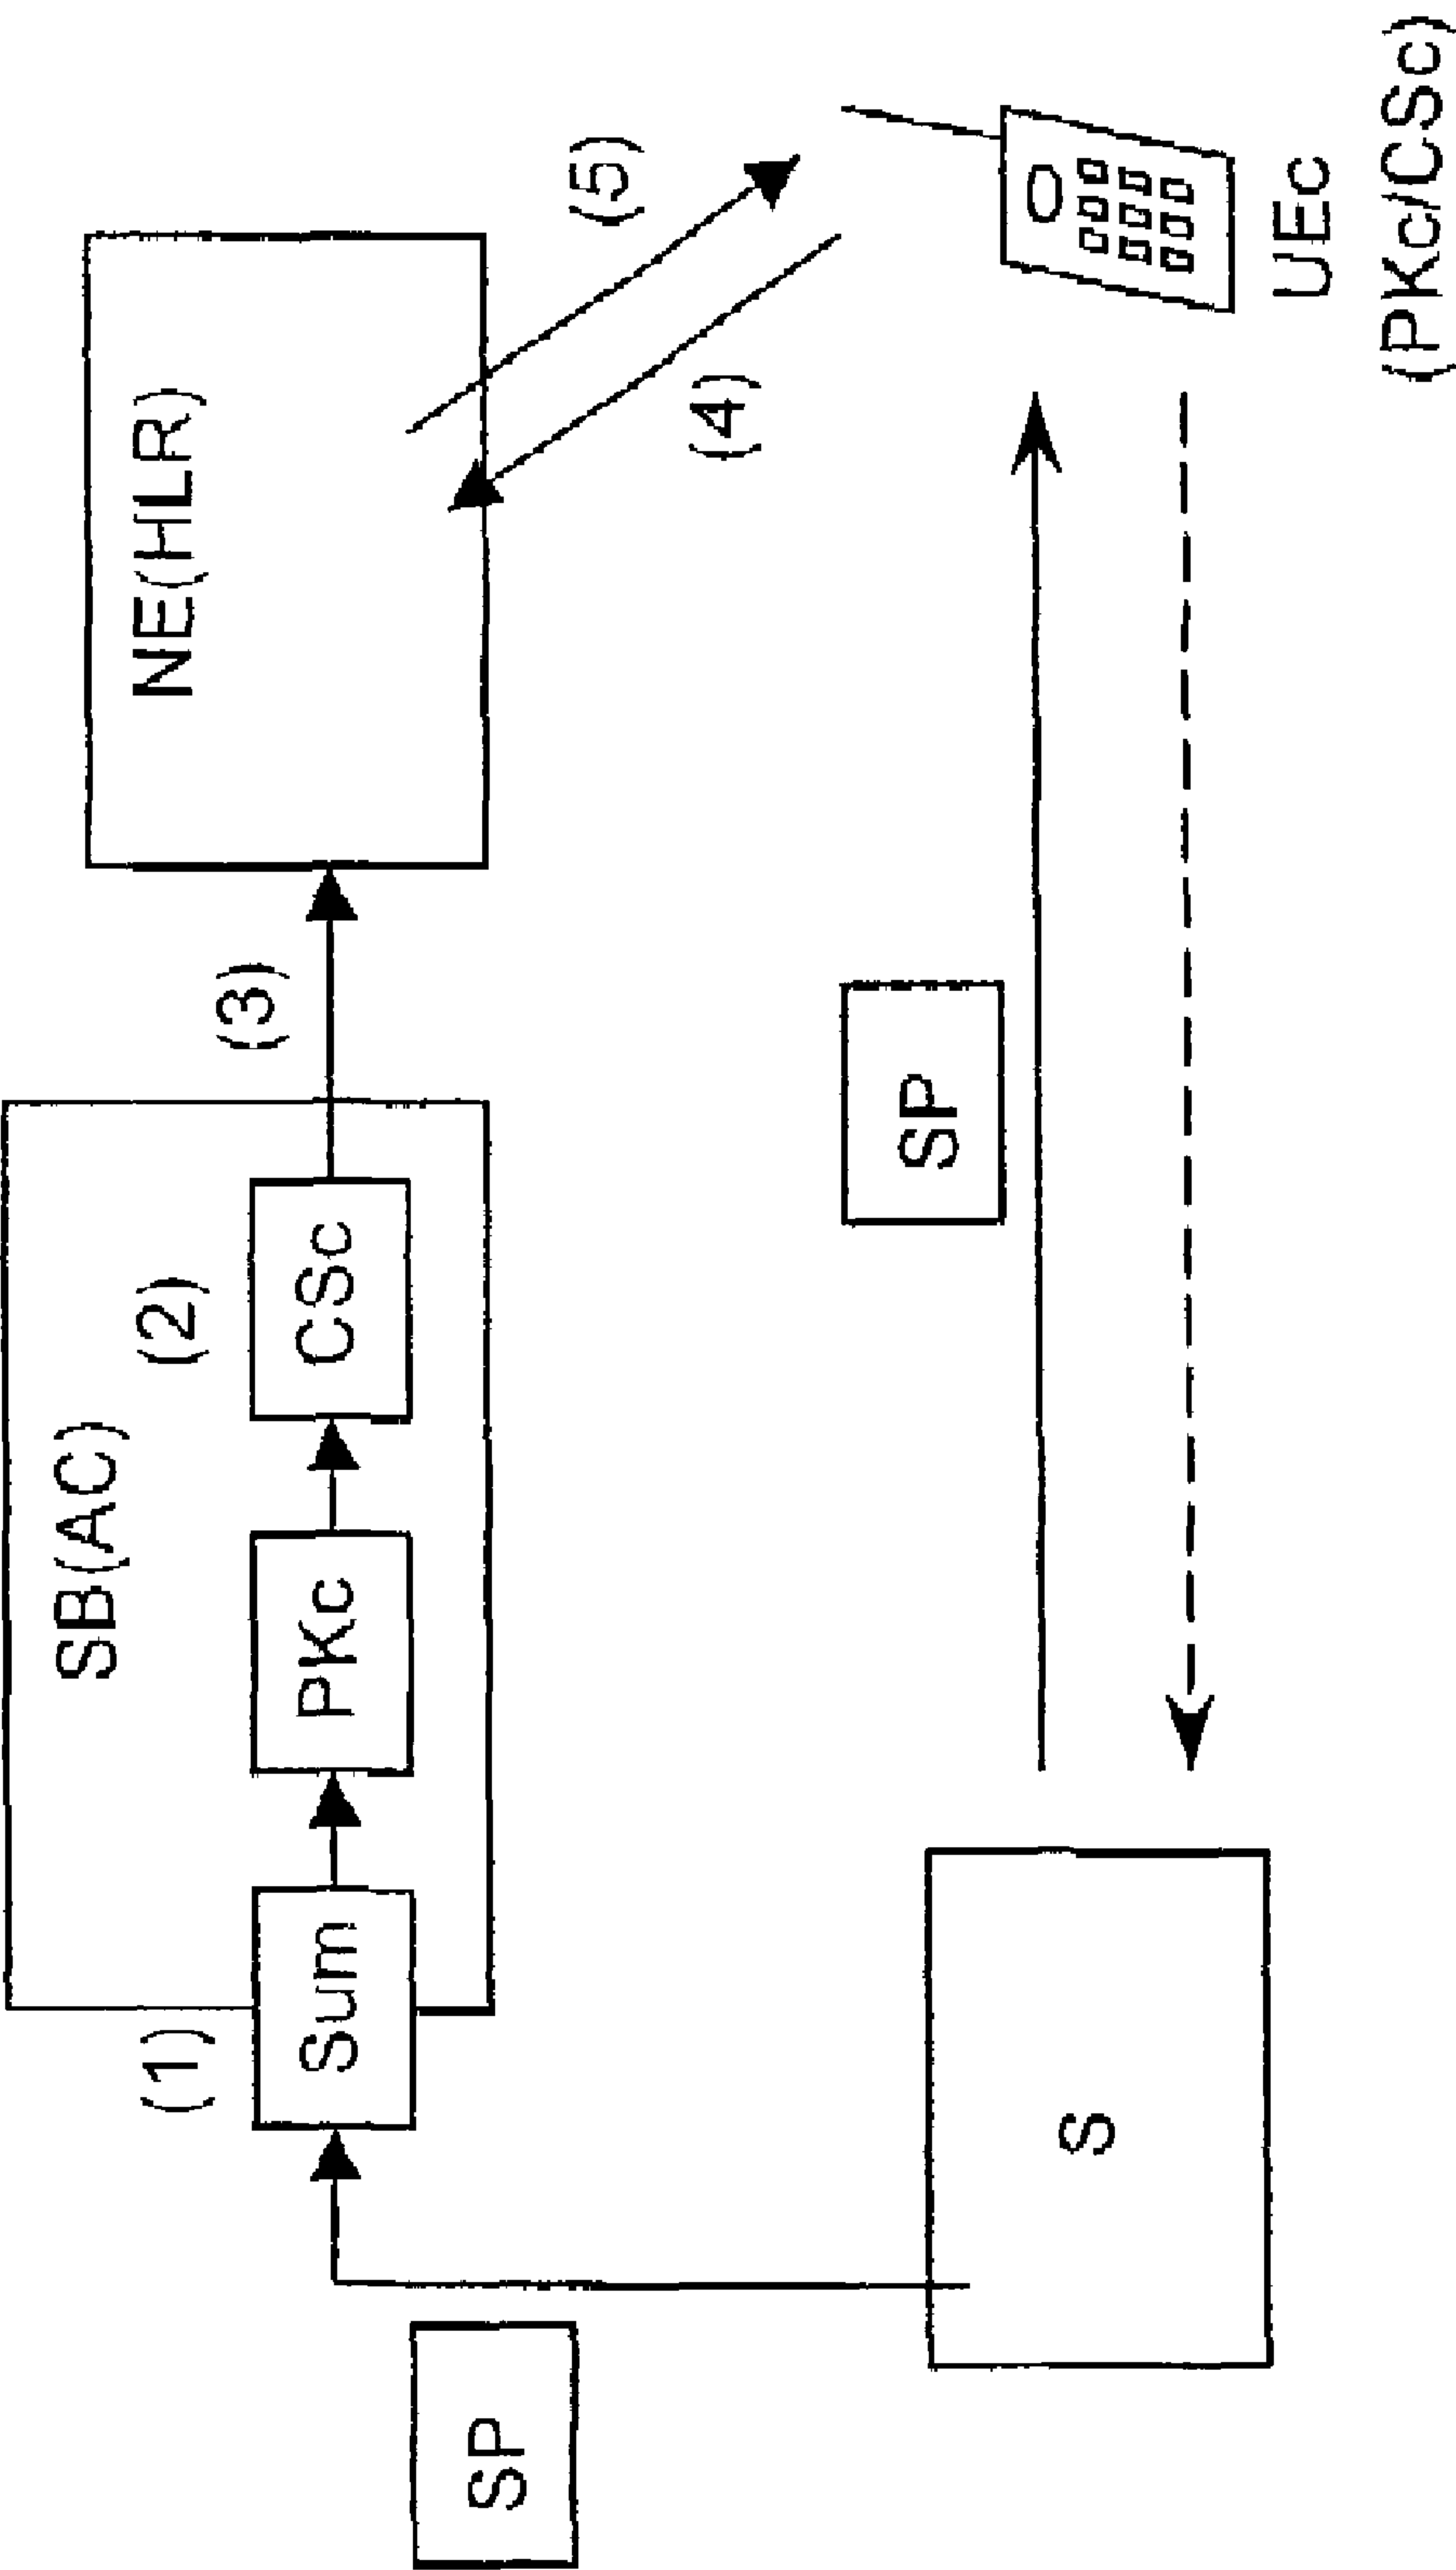 SB(AC)
NE(HLR)
(1)
(2)
(3)
Sum
PKc
CSc
(5)
(4)
SP
SP
S
UEc
(PKc/CSc)